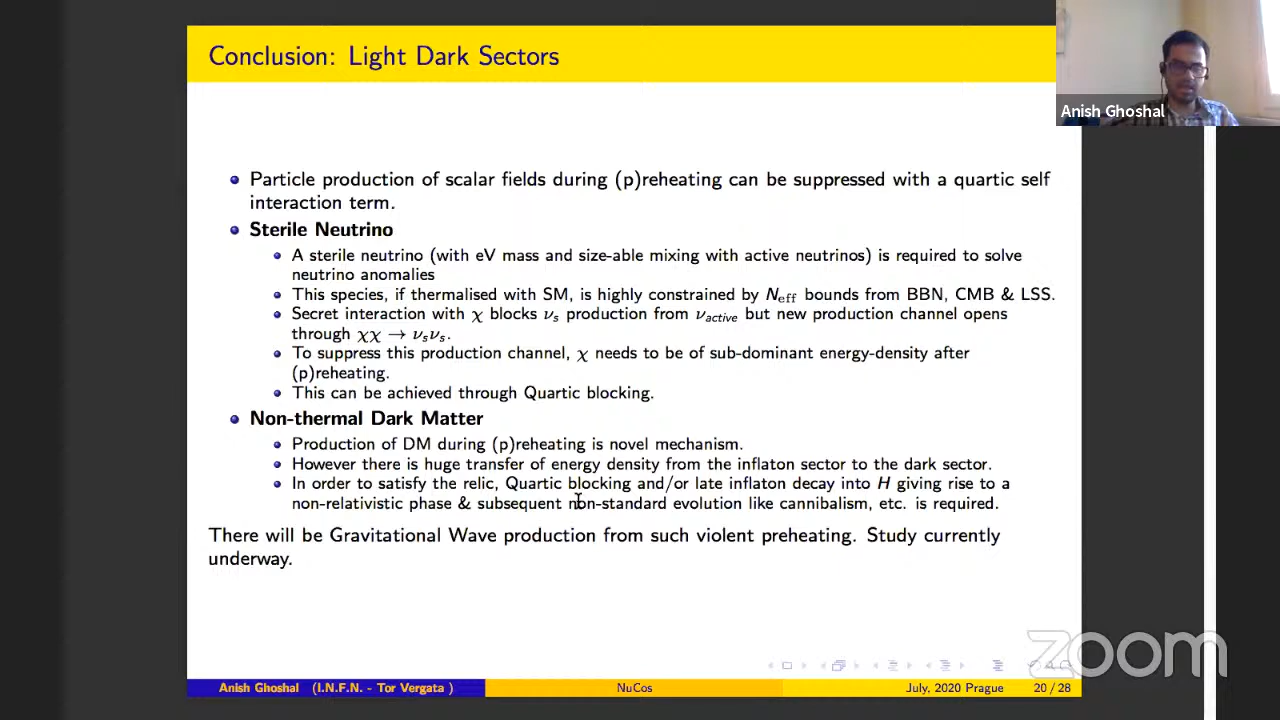 Conclusion: Light Dark Sectors
Anish Ghoshal
Particle production of scalar fields during (p)reheating can be suppressed with a quartic self
interaction term.
Sterile Neutrino
A sterile neutrino (with eV mass and size-able mixing with active neutrinos) is required to solve
neutrino anomalies
This species, if thermalised with SM, is highly constrained by N_eff bounds from BBN, CMB & LSS.
Secret interaction with χ blocks ν_s production from ν_active but new production channel opens
through χχ → ν_sν_s.
To suppress this production channel, χ needs to be of sub-dominant energy-density after
(p)reheating.
This can be achieved through Quartic blocking.
Non-thermal Dark Matter
Production of DM during (p)reheating is novel mechanism.
However there is huge transfer of energy density from the inflaton sector to the dark sector.
In order to satisfy the relic, Quartic blocking and/or late inflaton decay into H giving rise to a
non-relativistic phase & subsequent non-standard evolution like cannibalism, etc. is required.
There will be Gravitational Wave production from such violent preheating. Study currently
underway.
zoom
Anish Ghoshal (I.N.F.N. - Tor Vergata )
NuCos
July, 2020 Prague
20 / 28